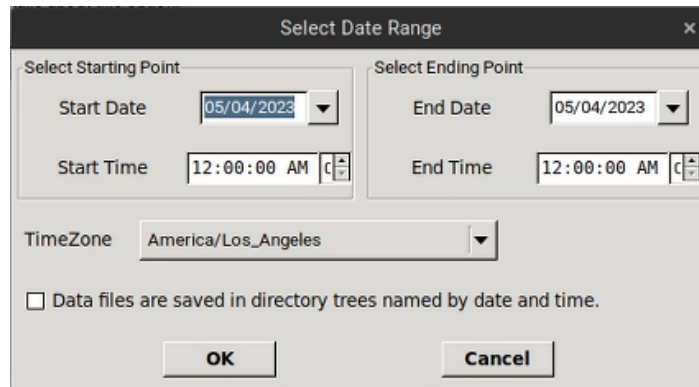 Select Date Range
Select Starting Point
Start Date 05/04/2023
Start Time 12:00:00 AM
Select Ending Point
End Date 05/04/2023
End Time 12:00:00 AM
TimeZone America/Los_Angeles
Data files are saved in directory trees named by date and time.
OK Cancel